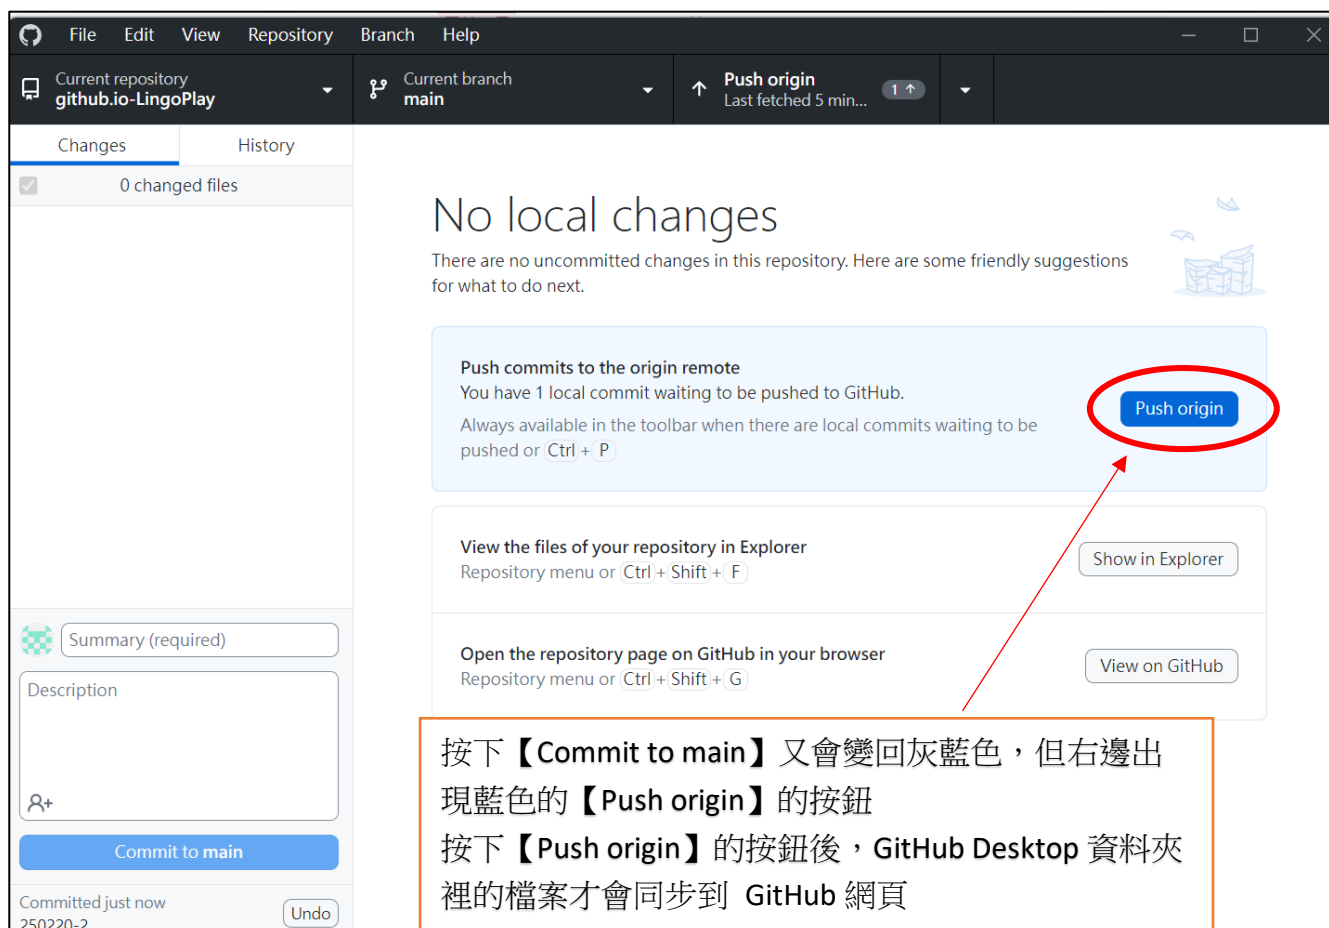 File Edit View Repository Branch Help
Current repository
github.io-LingoPlay
Current branch
main
Push origin
Last fetched 5 min...
1↑
Changes History
0 changed files
No local changes
There are no uncommitted changes in this repository. Here are some friendly suggestions
for what to do next.
Push commits to the origin remote
You have 1 local commit waiting to be pushed to GitHub.
Always available in the toolbar when there are local commits waiting to be
pushed or Ctrl + P
Push origin
View the files of your repository in Explorer
Repository menu or Ctrl + Shift + F
Show in Explorer
Open the repository page on GitHub in your browser
Repository menu or Ctrl + Shift + G
View on GitHub
Summary (required)
Description
Commit to main
Committed just now
250220-2
Undo
按下【Commit to main】又會變回灰藍色，但右邊出
現藍色的【Push origin】的按鈕
按下【Push origin】的按鈕後，GitHub Desktop 資料夾
裡的檔案才會同步到 GitHub 網頁